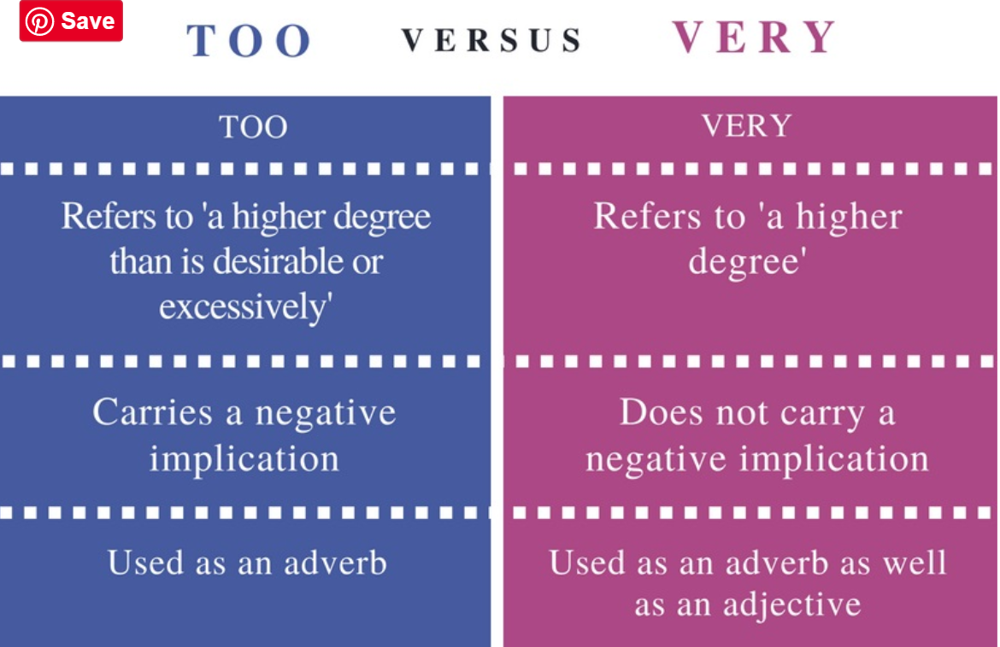 Save
TOO VERSUS VERY
TOO
Refers to 'a higher degree
than is desirable or
excessively'
Carries a negative
implication
Used as an adverb
VERY
Refers to 'a higher
degree'
Does not carry a
negative implication
Used as an adverb as well
as an adjective